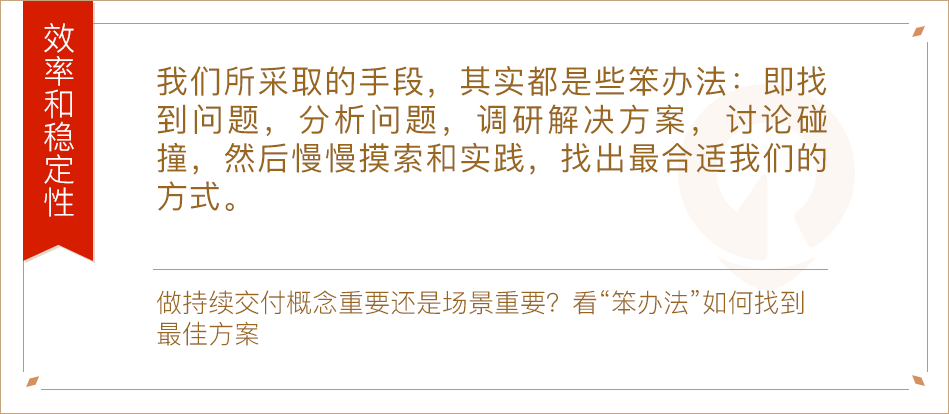 效率和稳定性
我们所采取的手段，其实都是些笨办法：即找
到问题，分析问题，调研解决方案，讨论碰
撞，然后慢慢摸索和实践，找出最合适我们的
方式。
做持续交付概念重要还是场景重要？看“笨办法”如何找到
最佳方案